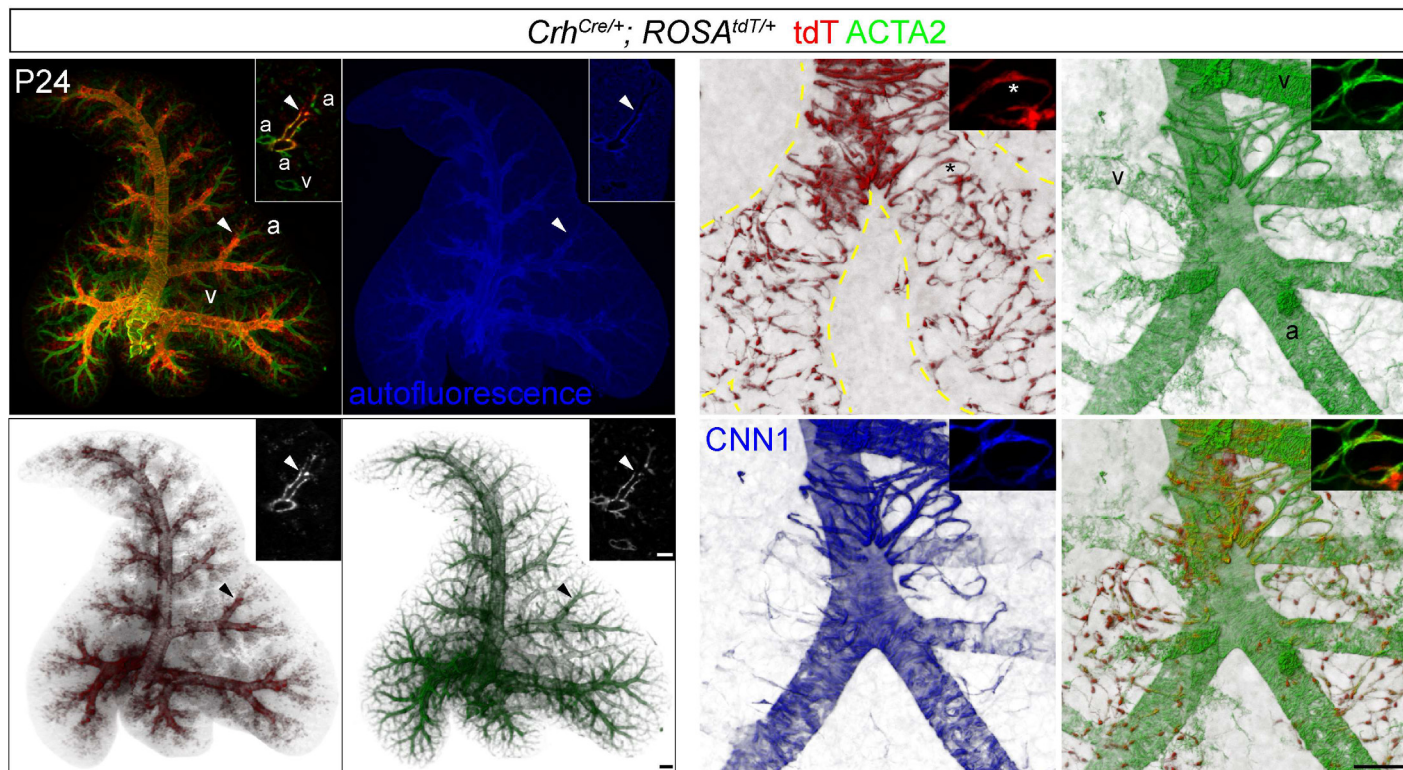 Crh^Cre/+; ROSA^tdT/+ tdT ACTA2
P24
a
a
a
v
a
v
autofluorescence
*
*
v
v
a
CNN1